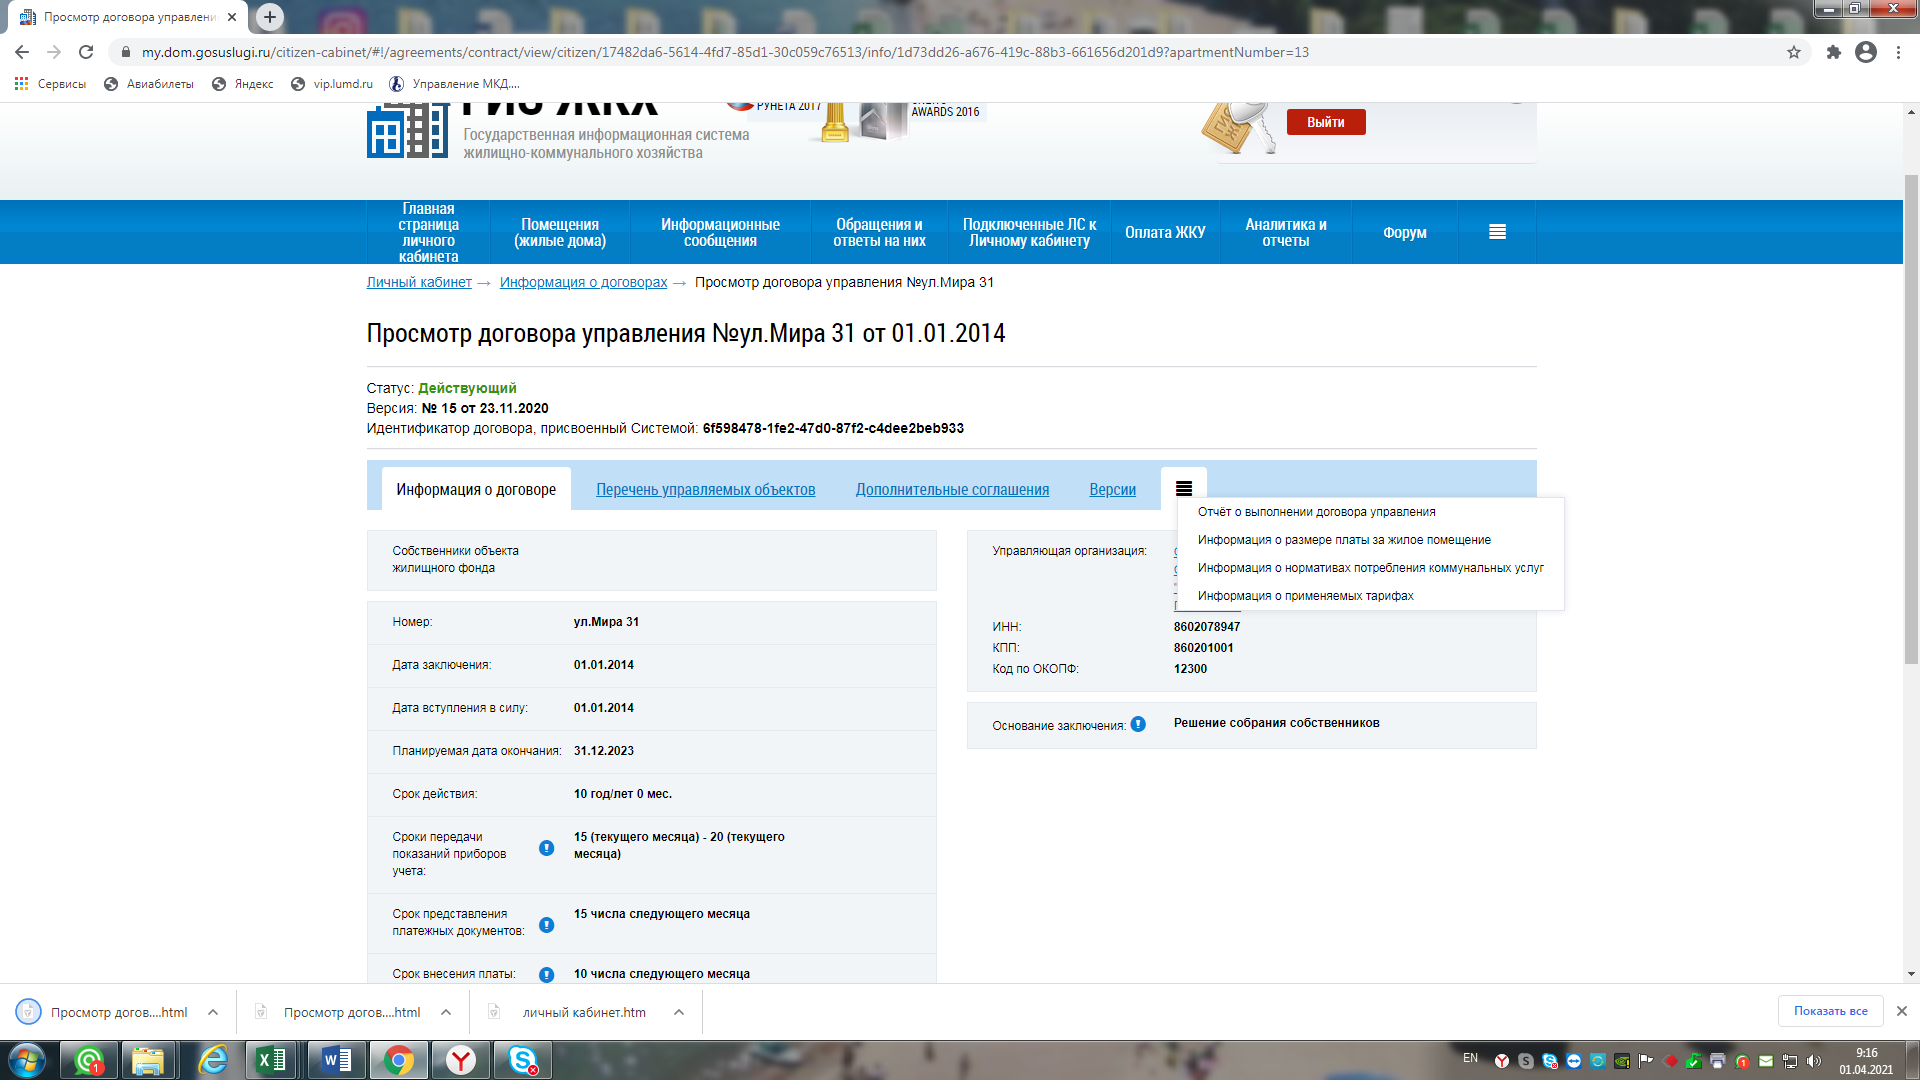 Просмотр договора управлени
my.dom.gosuslugi.ru/citizen-cabinet/#!/agreements/contract/view/citizen/17482da6-5614-4fd7-85d1-30c059c76513/info/1d73dd26-a676-419c-88b3-661656d201d9?apartmentNumber=13
Сервисы
Авиабилеты
Яндекс
vip.lumd.ru
Управление МКД....
ГИС ЖКХ
Государственная информационная система
жилищно-коммунального хозяйства
РУНЕТА 2017
AWARDS 2016
Выйти
Главная
страница
личного
кабинета
Помещения
(жилые дома)
Информационные
сообщения
Обращения и
ответы на них
Подключенные ЛС к
Личному кабинету
Оплата ЖКУ
Аналитика и
отчеты
Форум
Личный кабинет → Информация о договорах → Просмотр договора управления №ул.Мира 31
Просмотр договора управления №ул.Мира 31 от 01.01.2014
Статус: Действующий
Версия: № 15 от 23.11.2020
Идентификатор договора, присвоенный Системой: 6f598478-1fe2-47d0-87f2-c4dee2beb933
Информация о договоре
Перечень управляемых объектов
Дополнительные соглашения
Версии
Отчёт о выполнении договора управления
Информация о размере платы за жилое помещение
Информация о нормативах потребления коммунальных услуг
Информация о применяемых тарифах
Собственники объекта
жилищного фонда
Номер: ул.Мира 31
Дата заключения: 01.01.2014
Дата вступления в силу: 01.01.2014
Планируемая дата окончания: 31.12.2023
Срок действия: 10 год/лет 0 мес.
Сроки передачи
показаний приборов
учета:
15 (текущего месяца) - 20 (текущего
месяца)
Срок представления
платежных документов:
15 числа следующего месяца
Срок внесения платы: 10 числа следующего месяца
Управляющая организация:
ИНН: 8602078947
КПП: 860201001
Код по ОКОПФ: 12300
Основание заключения: Решение собрания собственников
Просмотр догов....html
Просмотр догов....html
личный кабинет.htm
Показать все
EN
9:16
01.04.2021